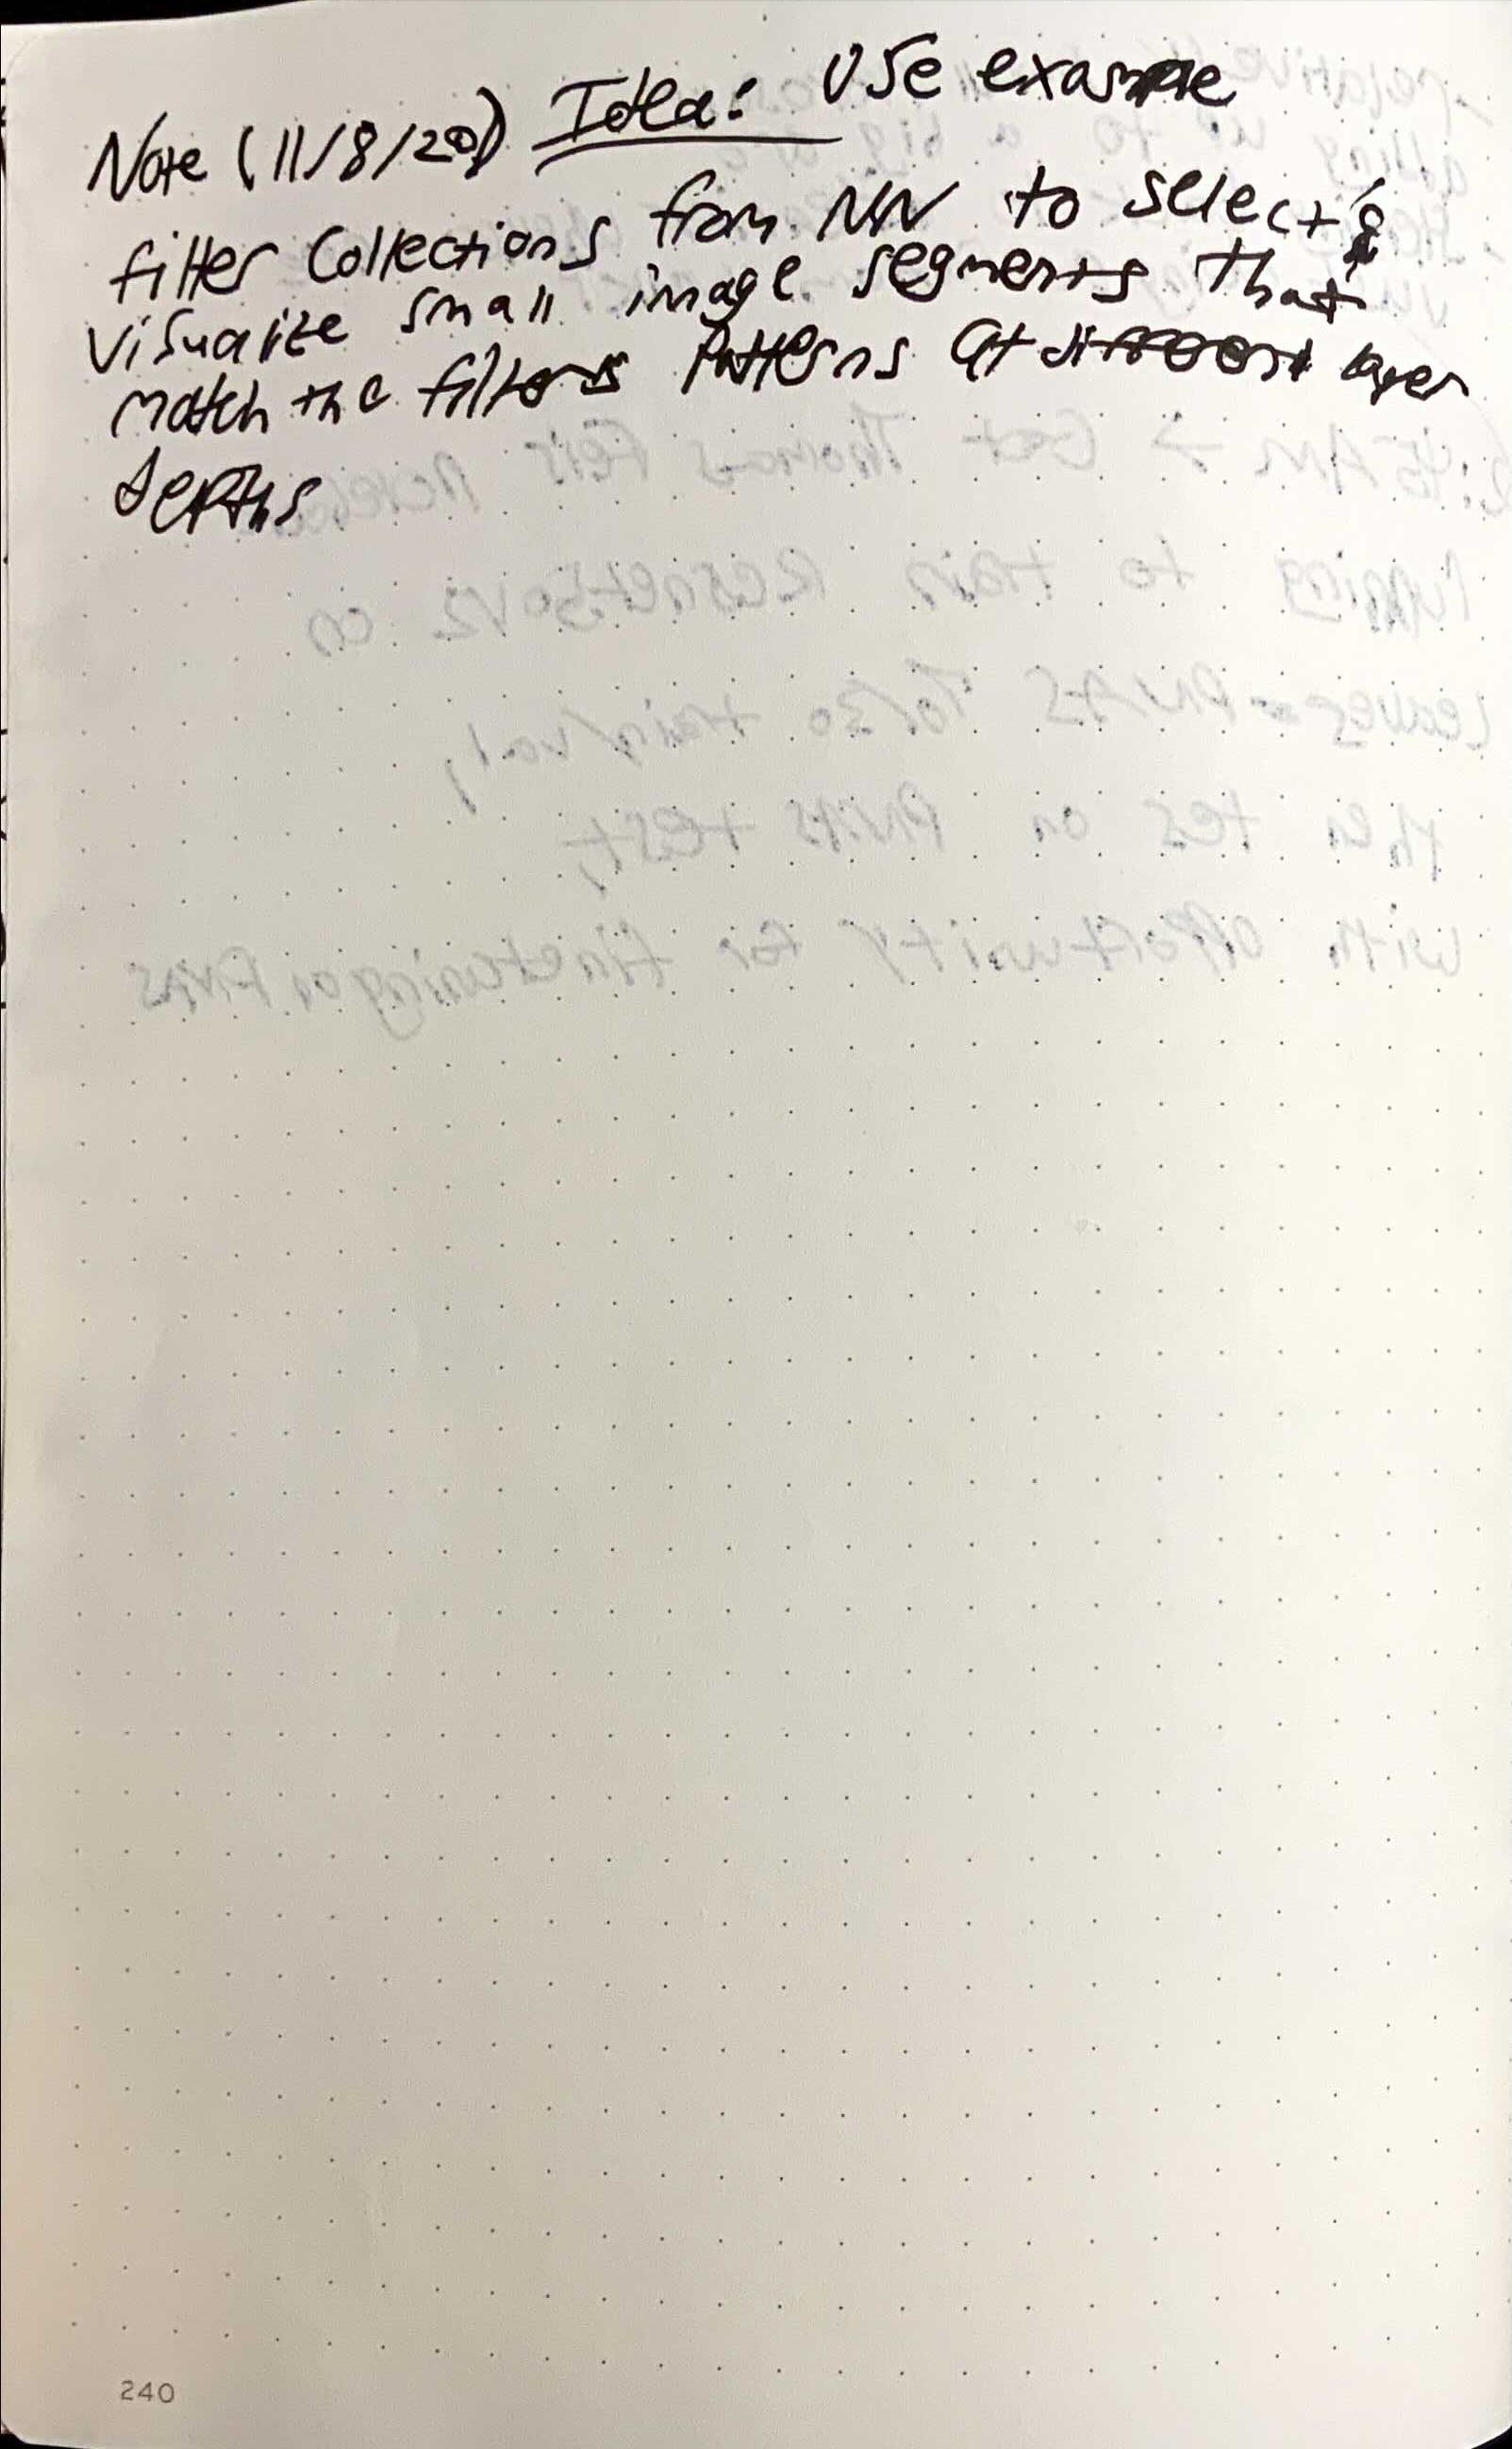 Note (11/8/20) Idea: Use example
filter collections from NN to select &
visualize small image segments that
match the filters patterns at different layer
depths
240